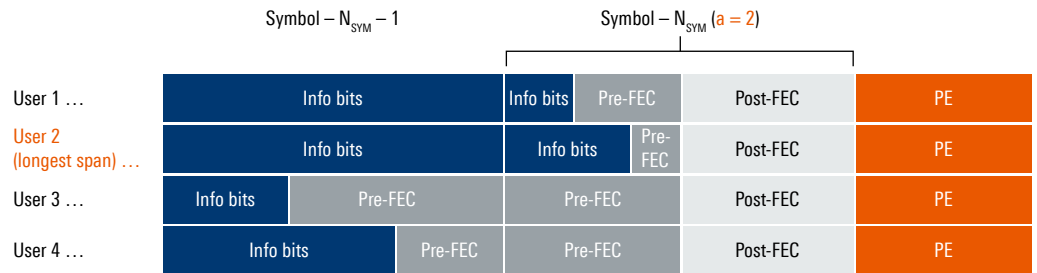 Symbol – N_SYM – 1 Symbol – N_SYM (a = 2)
User 1 … Info bits Info bits Pre-FEC Post-FEC PE
User 2
(longest span) … Info bits Info bits Pre-
FEC Post-FEC PE
User 3 … Info bits Pre-FEC Pre-FEC Post-FEC PE
User 4 … Info bits Pre-FEC Pre-FEC Post-FEC PE